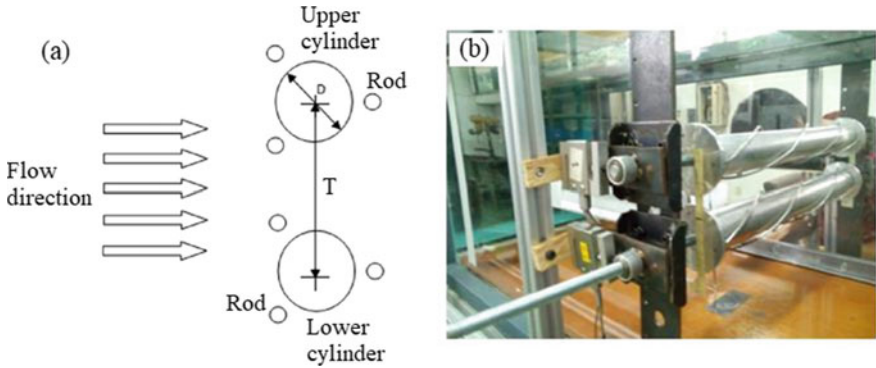 (a)
Upper
cylinder
D
Rod
Flow
direction
T
Rod
Lower
cylinder
(b)